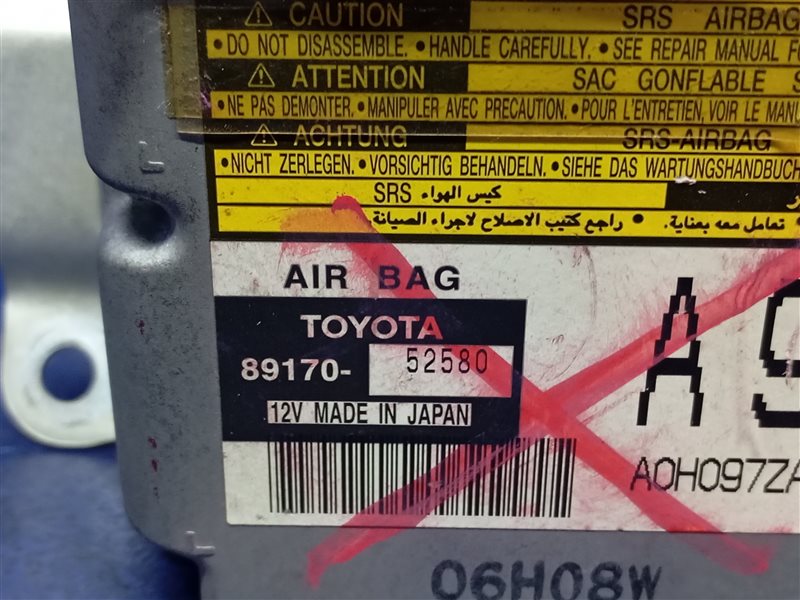 ⚠ CAUTION SRS AIRBAG
• DO NOT DISASSEMBLE. • HANDLE CAREFULLY. • SEE REPAIR MANUAL
⚠ ATTENTION SAC GONFLABLE
• NE PAS DEMONTER. • MANIPULER AVEC PRECAUTION. • POUR L'ENTRETIEN, VOIR LE
⚠ ACHTUNG SRS-AIRBAG
• NICHT ZERLEGEN. • VORSICHTIG BEHANDELN. • SIEHE DAS WARTUNGSHANDBUCH
كيس الهواء SRS
• تعامل معه بعناية. • راجع كتيب الاصلاح لاجراء الصيانة
AIR BAG
TOYOTA
89170- 52580
12V MADE IN JAPAN
A9
A0H097ZA
06H08W
L
L